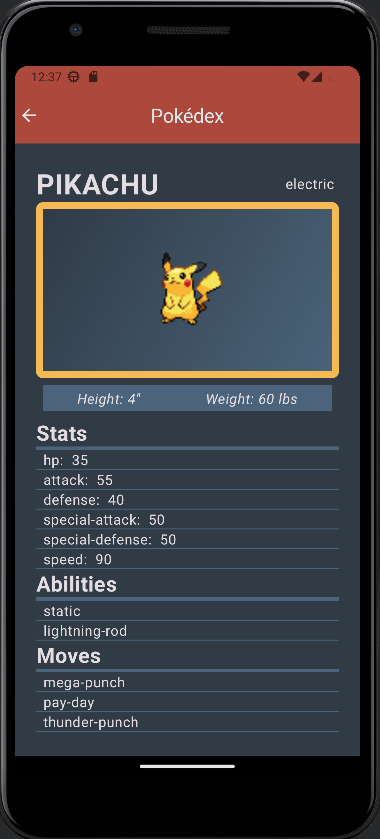 12:37
Pokédex
PIKACHU
electric
Height: 4" Weight: 60 lbs
Stats
hp: 35
attack: 55
defense: 40
special-attack: 50
special-defense: 50
speed: 90
Abilities
static
lightning-rod
Moves
mega-punch
pay-day
thunder-punch